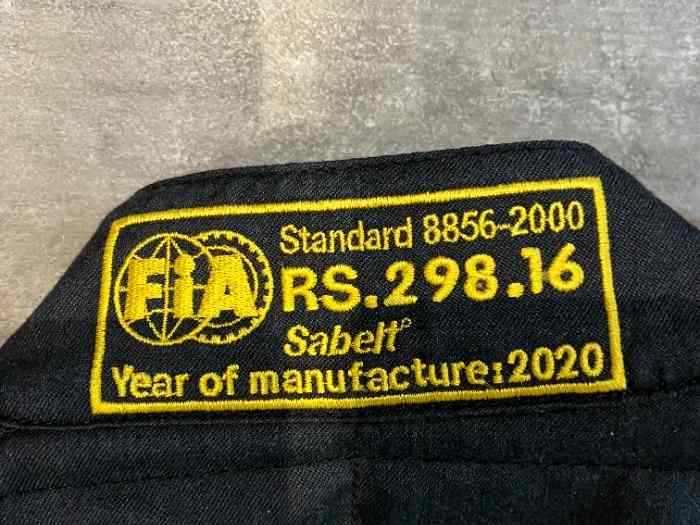 FIA
Standard 8856-2000
RS.298.16
Sabelt
Year of manufacture:2020